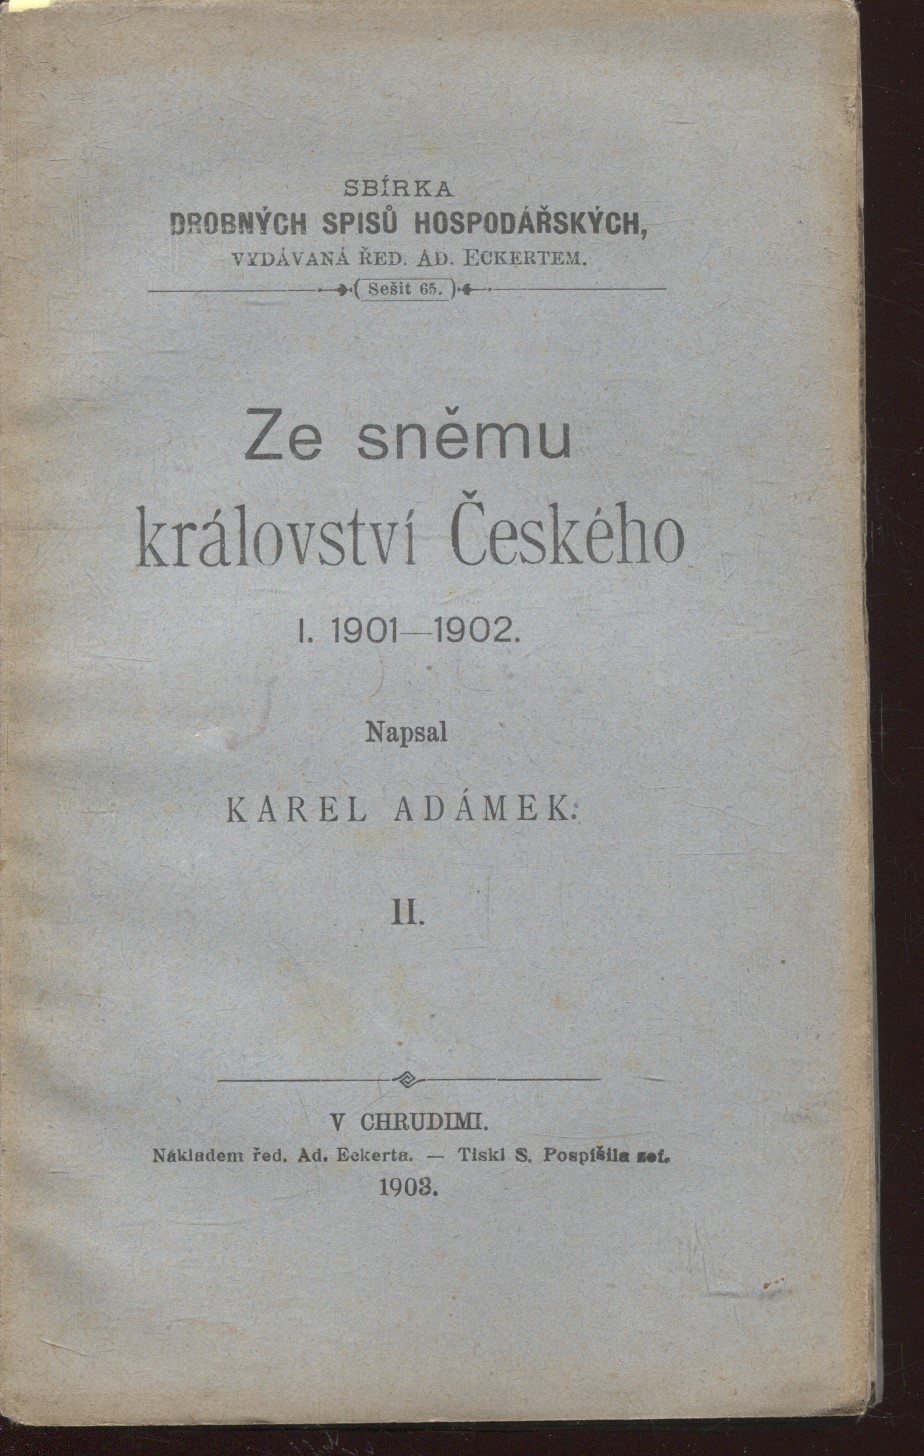 SBÍRKA
DROBNÝCH SPISŮ HOSPODÁŘSKÝCH,
VYDÁVANÁ ŘED. AD. ECKERTEM.
Sešit 65.
Ze sněmu
království Českého
l. 1901—1902.
Napsal
KAREL ADÁMEK.
II.
V CHRUDIMI.
Nákladem řed. Ad. Eckerta. — Tiskl S. Pospíšila zeť.
1903.